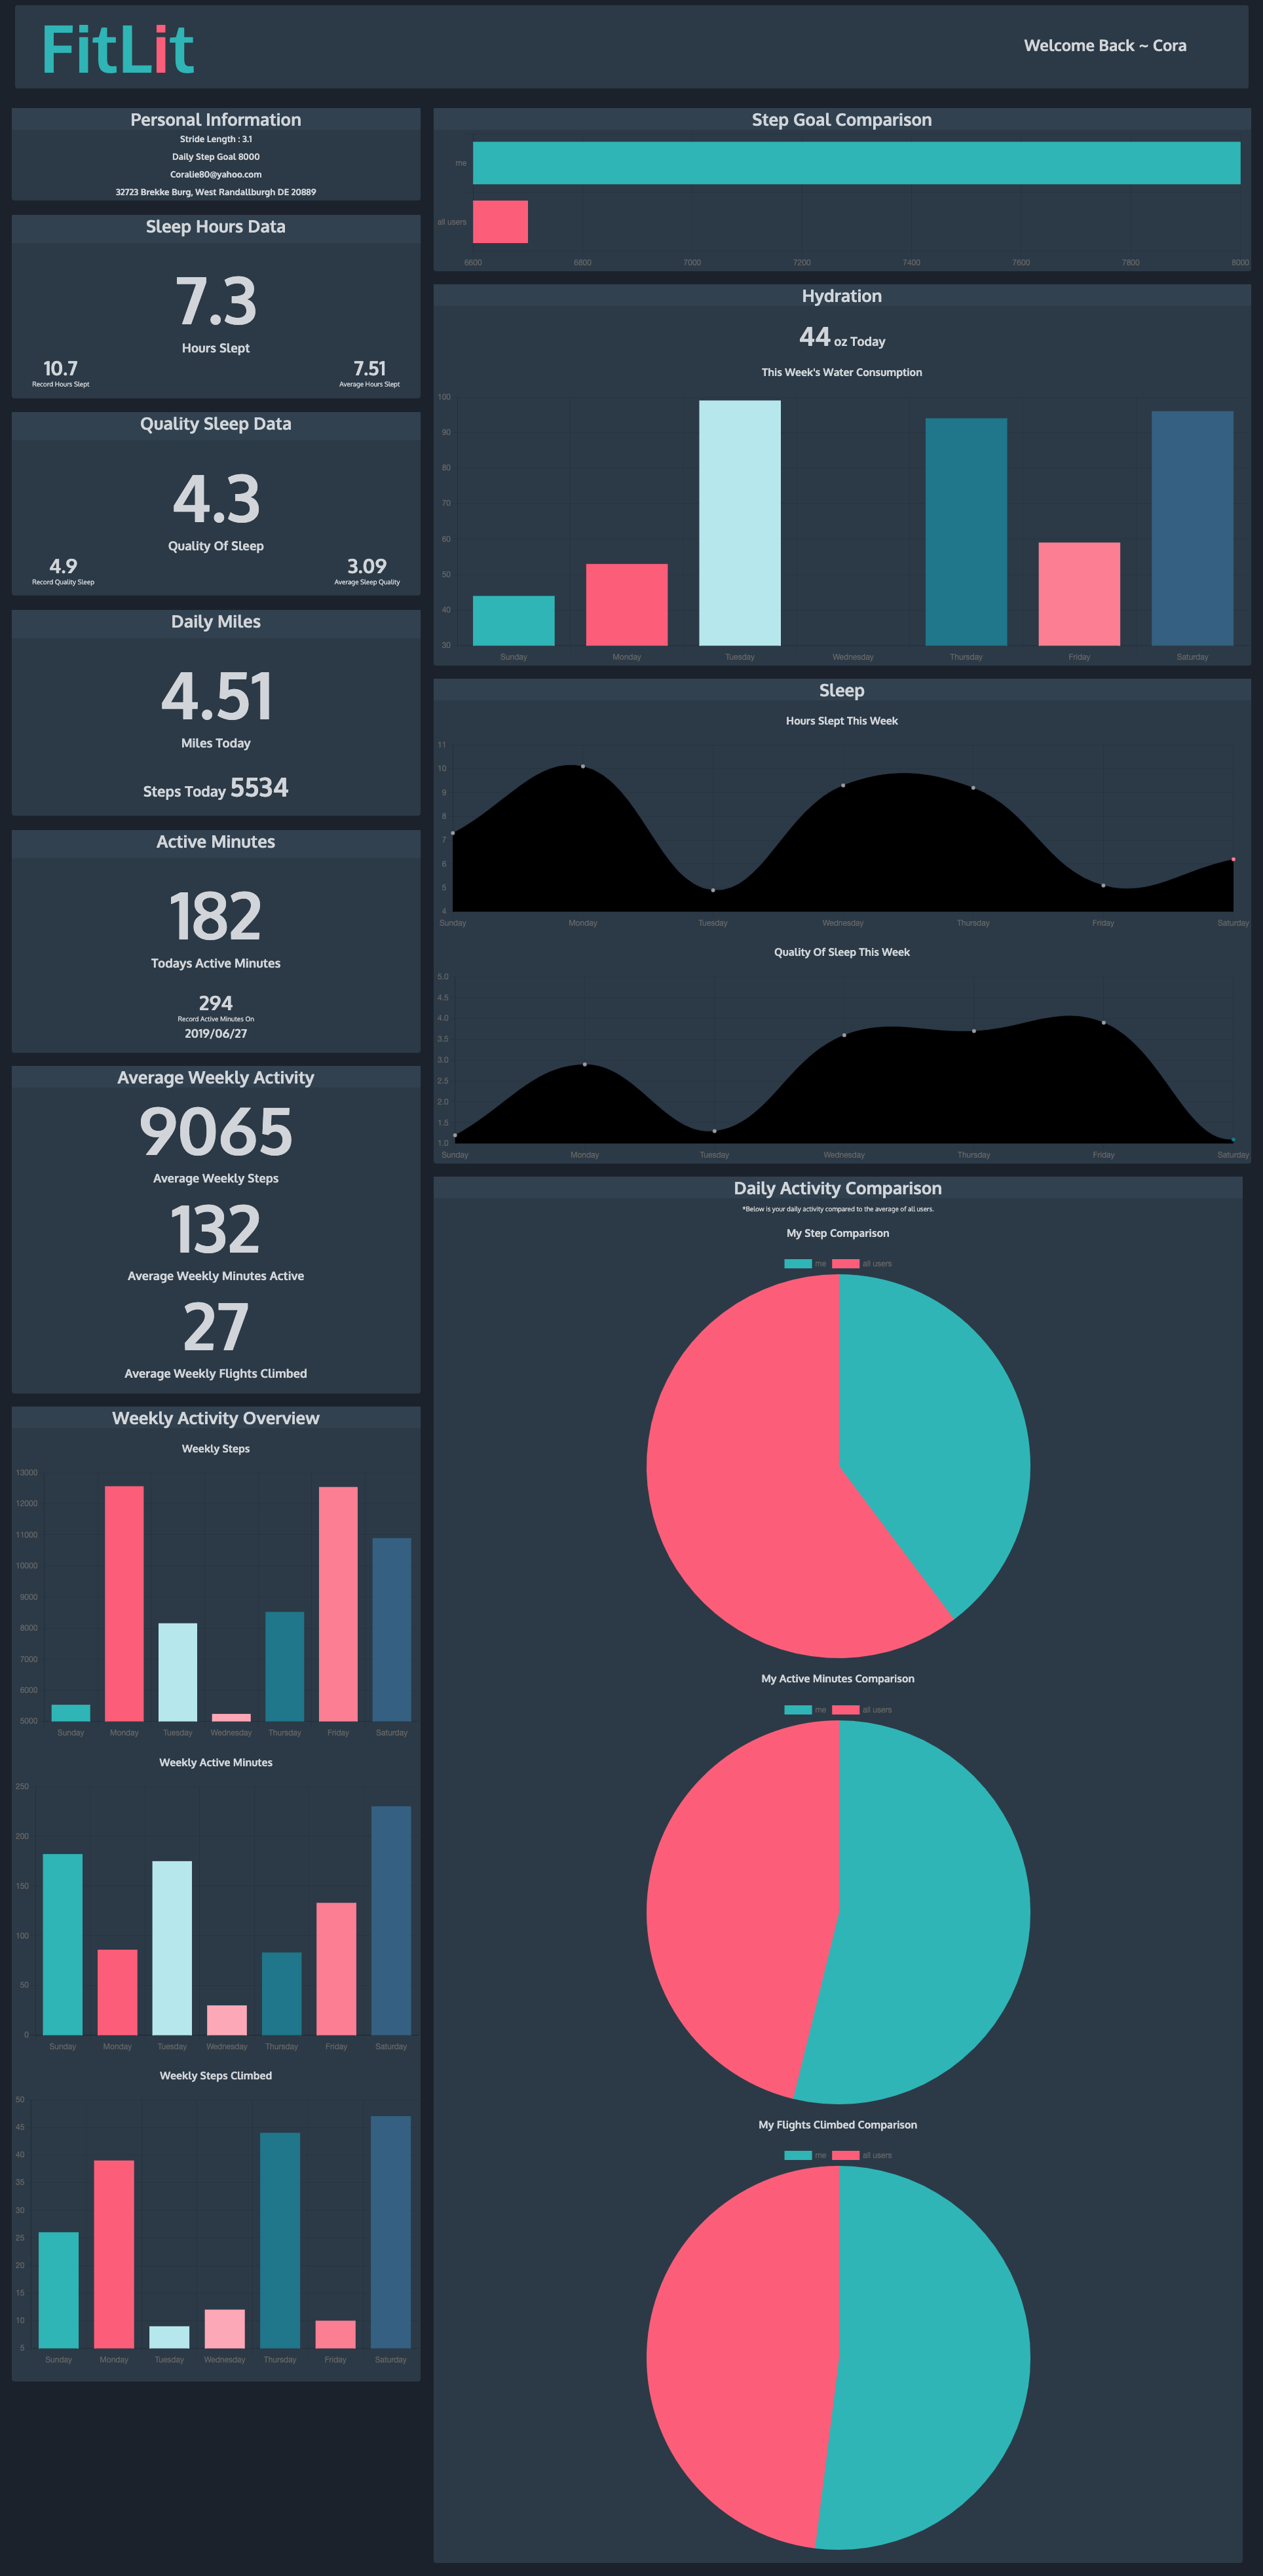 FitLit
Welcome Back ~ Cora
Personal Information
Stride Length : 3.1
Daily Step Goal 8000
Coralie80@yahoo.com
32723 Brekke Burg, West Randallburgh DE 20889
Sleep Hours Data
7.3
Hours Slept
10.7
Record Hours Slept
7.51
Average Hours Slept
Quality Sleep Data
4.3
Quality Of Sleep
4.9
Record Quality Sleep
3.09
Average Sleep Quality
Daily Miles
4.51
Miles Today
Steps Today 5534
Active Minutes
182
Todays Active Minutes
294
Record Active Minutes On
2019/06/27
Average Weekly Activity
9065
Average Weekly Steps
132
Average Weekly Minutes Active
27
Average Weekly Flights Climbed
Weekly Activity Overview
Weekly Steps
13000
12000
11000
10000
9000
8000
7000
6000
5000
Sunday Monday Tuesday Wednesday Thursday Friday Saturday
Weekly Active Minutes
250
200
150
100
50
0
Sunday Monday Tuesday Wednesday Thursday Friday Saturday
Weekly Steps Climbed
50
45
40
35
30
25
20
15
10
5
Sunday Monday Tuesday Wednesday Thursday Friday Saturday
Step Goal Comparison
me
all users
6600 6800 7000 7200 7400 7600 7800 8000
Hydration
44 oz Today
This Week's Water Consumption
100
90
80
70
60
50
40
30
Sunday Monday Tuesday Wednesday Thursday Friday Saturday
Sleep
Hours Slept This Week
11
10
9
8
7
6
5
4
Sunday Monday Tuesday Wednesday Thursday Friday Saturday
Quality Of Sleep This Week
5.0
4.5
4.0
3.5
3.0
2.5
2.0
1.5
1.0
Sunday Monday Tuesday Wednesday Thursday Friday Saturday
Daily Activity Comparison
*Below is your daily activity compared to the average of all users.
My Step Comparison
me all users
My Active Minutes Comparison
me all users
My Flights Climbed Comparison
me all users